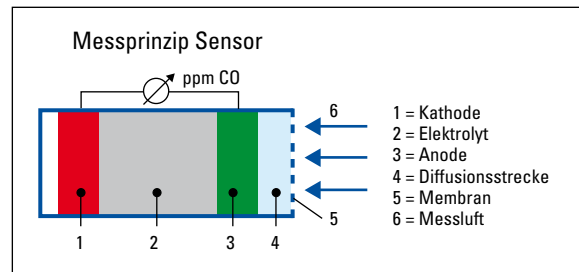 Messprinzip Sensor
ppm CO
6
1 = Kathode
2 = Elektrolyt
3 = Anode
4 = Diffusionsstrecke
5 = Membran
6 = Messluft
5
1 2 3 4